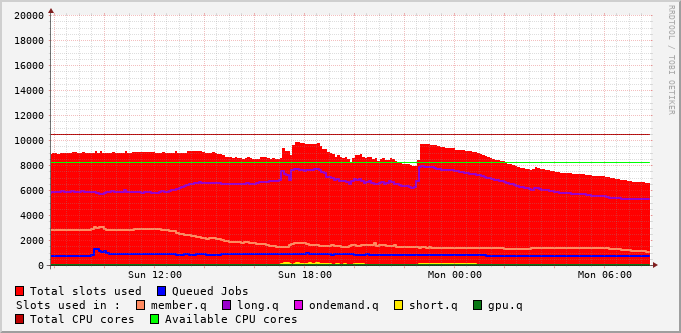 20000
18000
16000
14000
12000
10000
8000
6000
4000
2000
0
Sun 12:00 Sun 18:00 Mon 00:00 Mon 06:00
RRDTOOL / TOBI OETIKER
Total slots used Queued Jobs
Slots used in : member.q long.q ondemand.q short.q gpu.q
Total CPU cores Available CPU cores